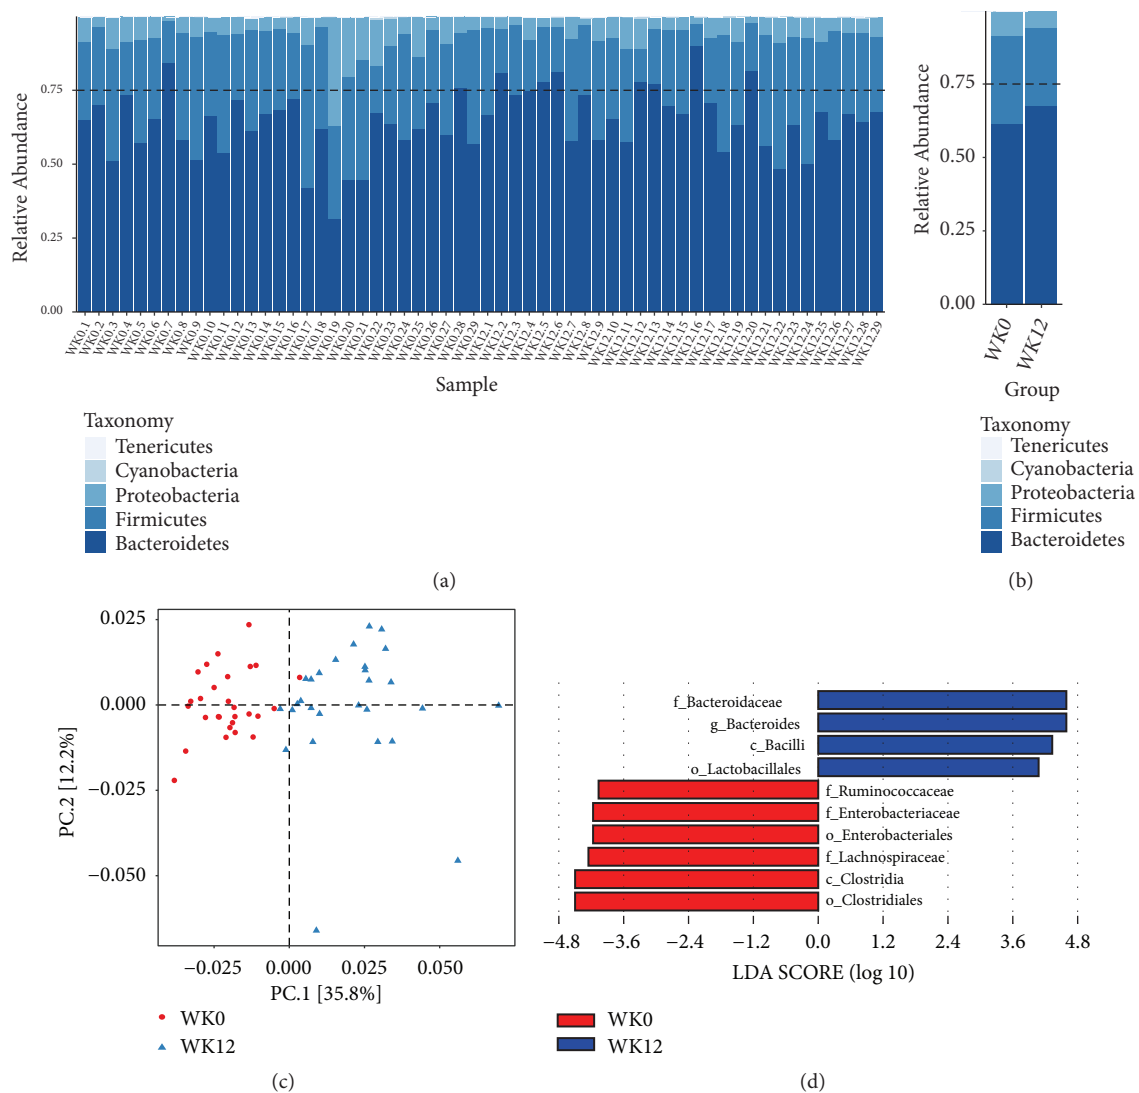 Relative Abundance
0.75
0.50
0.25
0.00
WK0.1
WK0.2
WK0.3
WK0.4
WK0.5
WK0.6
WK0.7
WK0.8
WK0.9
WK0.10
WK0.11
WK0.12
WK0.13
WK0.14
WK0.15
WK0.16
WK0.17
WK0.18
WK0.19
WK0.20
WK0.21
WK0.22
WK0.23
WK0.24
WK0.25
WK0.26
WK0.27
WK0.28
WK0.29
WK12.1
WK12.2
WK12.3
WK12.4
WK12.5
WK12.6
WK12.7
WK12.8
WK12.9
WK12.10
WK12.11
WK12.12
WK12.13
WK12.14
WK12.15
WK12.16
WK12.17
WK12.18
WK12.19
WK12.20
WK12.21
WK12.22
WK12.23
WK12.24
WK12.25
WK12.26
WK12.27
WK12.28
WK12.29
Sample
Taxonomy
Tenericutes
Cyanobacteria
Proteobacteria
Firmicutes
Bacteroidetes
(a)
Relative Abundance
0.75
0.50
0.25
0.00
WK0
WK12
Group
Taxonomy
Tenericutes
Cyanobacteria
Proteobacteria
Firmicutes
Bacteroidetes
(b)
PC.2 [12.2%]
0.025
0.000
−0.025
−0.050
−0.025 0.000 0.025 0.050
PC.1 [35.8%]
WK0
WK12
(c)
f_Bacteroidaceae
g_Bacteroides
c_Bacilli
o_Lactobacillales
f_Ruminococcaceae
f_Enterobacteriaceae
o_Enterobacteriales
f_Lachnospiraceae
c_Clostridia
o_Clostridiales
−4.8 −3.6 −2.4 −1.2 0.0 1.2 2.4 3.6 4.8
LDA SCORE (log 10)
WK0
WK12
(d)